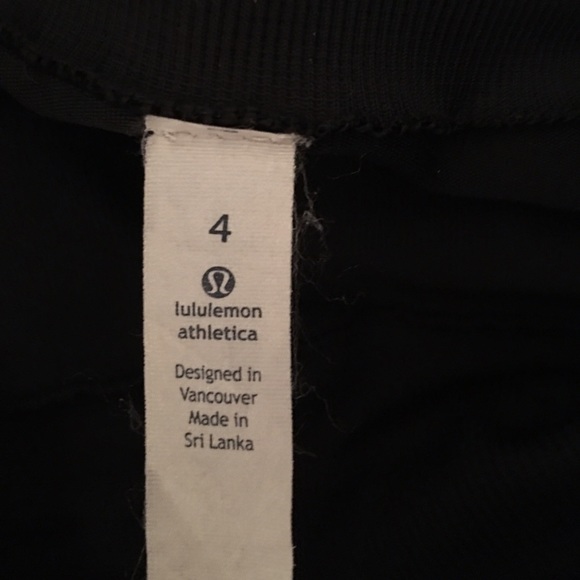 4
lululemon
athletica
Designed in
Vancouver
Made in
Sri Lanka